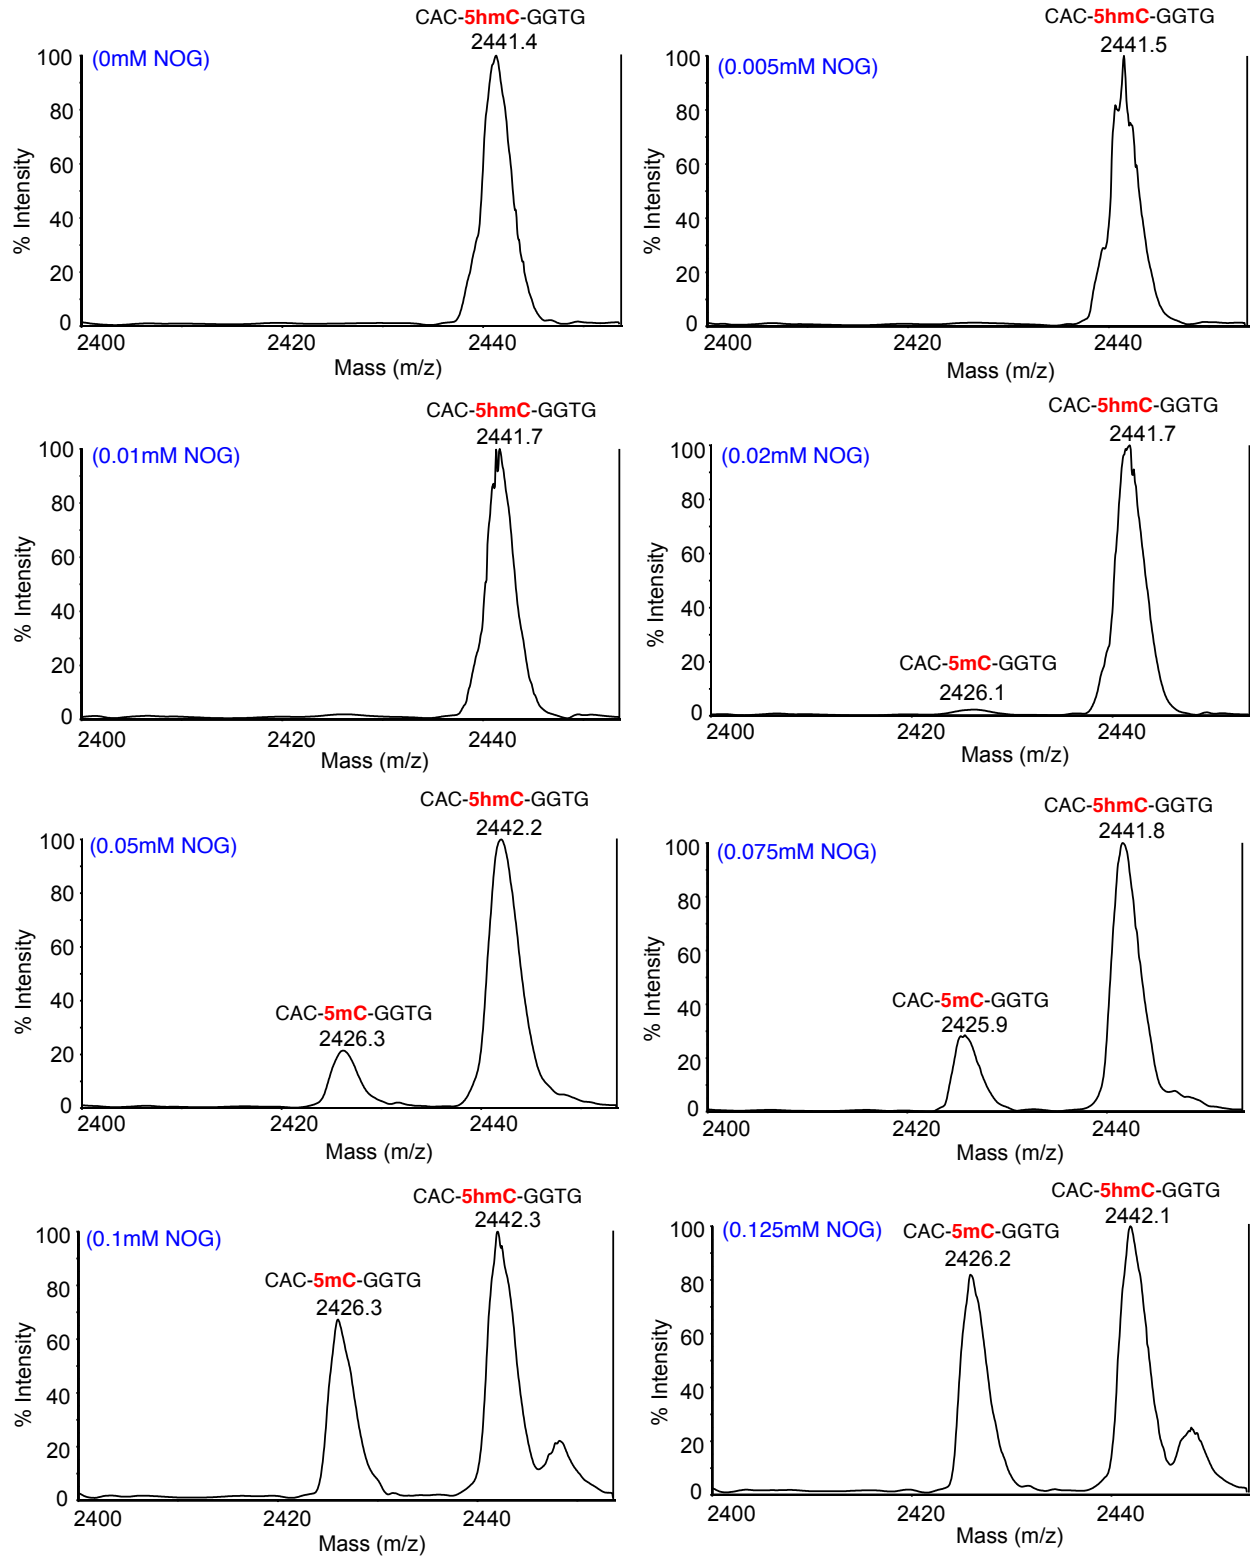 CAC-5hmC-GGTG
2441.4
(0mM NOG)
100
80
60
40
20
0
% Intensity
2400
2420
2440
Mass (m/z)
CAC-5hmC-GGTG
2441.5
(0.005mM NOG)
100
80
60
40
20
0
% Intensity
2400
2420
2440
Mass (m/z)
CAC-5hmC-GGTG
2441.7
(0.01mM NOG)
100
80
60
40
20
0
% Intensity
2400
2420
2440
Mass (m/z)
CAC-5hmC-GGTG
2441.7
(0.02mM NOG)
100
80
60
40
20
0
% Intensity
CAC-5mC-GGTG
2426.1
2400
2420
2440
Mass (m/z)
CAC-5hmC-GGTG
2442.2
(0.05mM NOG)
100
80
60
40
20
0
% Intensity
CAC-5mC-GGTG
2426.3
2400
2420
2440
Mass (m/z)
CAC-5hmC-GGTG
2441.8
(0.075mM NOG)
100
80
60
40
20
0
% Intensity
CAC-5mC-GGTG
2425.9
2400
2420
2440
Mass (m/z)
CAC-5hmC-GGTG
2442.3
(0.1mM NOG)
100
80
60
40
20
0
% Intensity
CAC-5mC-GGTG
2426.3
2400
2420
2440
Mass (m/z)
CAC-5hmC-GGTG
2442.1
(0.125mM NOG)
CAC-5mC-GGTG
2426.2
100
80
60
40
20
0
% Intensity
2400
2420
2440
Mass (m/z)